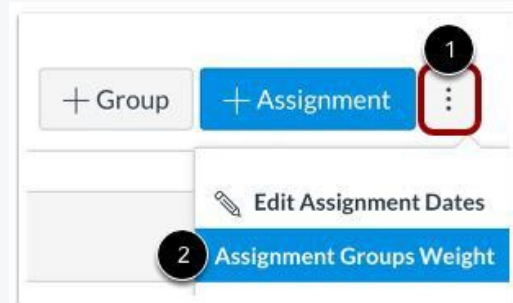 1
+ Group + Assignment
Edit Assignment Dates
2 Assignment Groups Weight